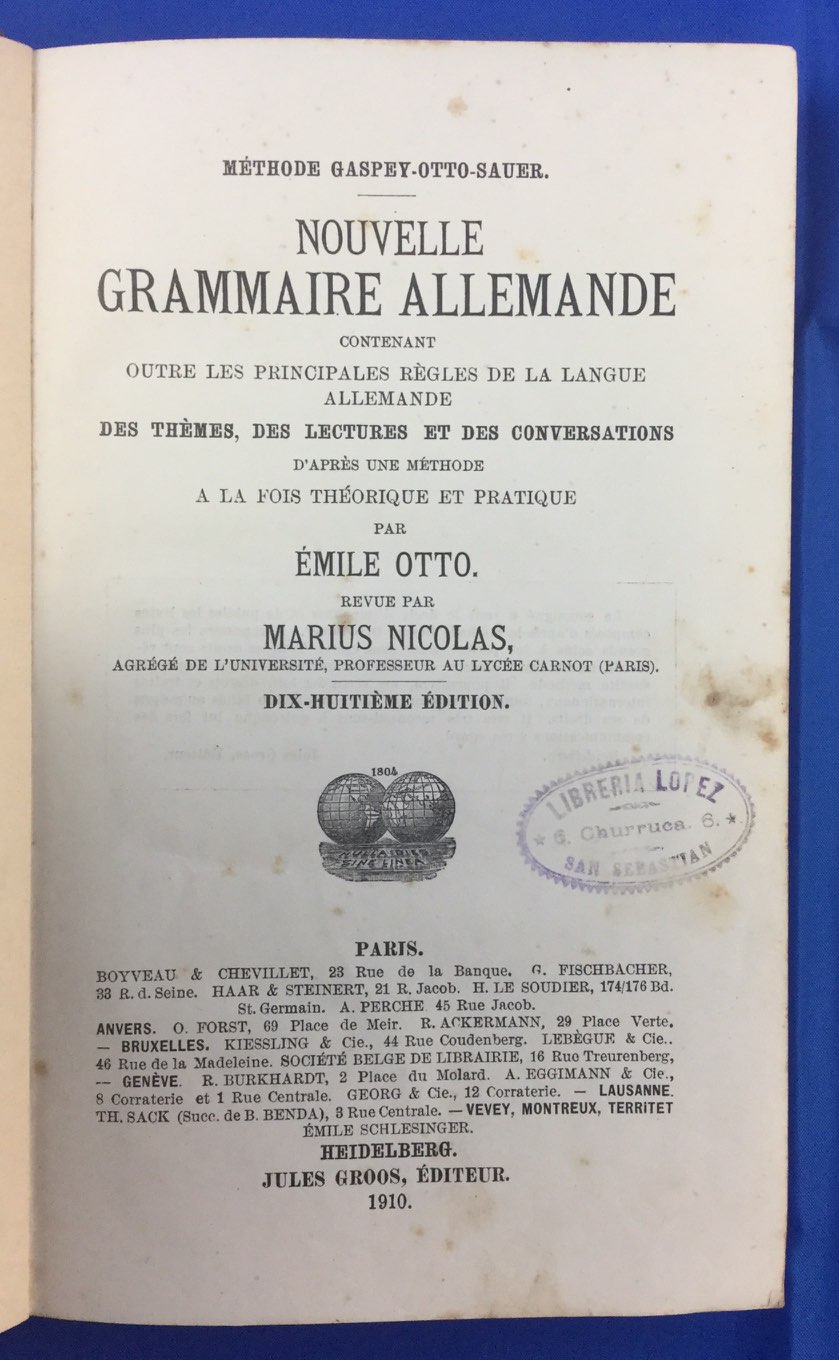 MÉTHODE GASPEY-OTTO-SAUER.
NOUVELLE
GRAMMAIRE ALLEMANDE
CONTENANT
OUTRE LES PRINCIPALES RÈGLES DE LA LANGUE
ALLEMANDE
DES THÈMES, DES LECTURES ET DES CONVERSATIONS
D'APRÈS UNE MÉTHODE
A LA FOIS THÉORIQUE ET PRATIQUE
PAR
ÉMILE OTTO.
REVUE PAR
MARIUS NICOLAS,
AGRÉGÉ DE L'UNIVERSITÉ, PROFESSEUR AU LYCÉE CARNOT (PARIS).
DIX-HUITIÈME ÉDITION.
1804
SINE LINEA
LIBRERIA LOPEZ
★ 6. Churruca. 6. ★
SAN SEBASTIAN
PARIS.
BOYVEAU & CHEVILLET, 23 Rue de la Banque. G. FISCHBACHER,
33 R. d. Seine. HAAR & STEINERT, 21 R. Jacob. H. LE SOUDIER, 174/176 Bd.
St. Germain. A. PERCHE 45 Rue Jacob.
ANVERS. O. FORST, 69 Place de Meir. R. ACKERMANN, 29 Place Verte.
— BRUXELLES. KIESSLING & Cie., 44 Rue Coudenberg. LEBÈGUE & Cie..
46 Rue de la Madeleine. SOCIÉTÉ BELGE DE LIBRAIRIE, 16 Rue Treurenberg,
— GENÈVE. R. BURKHARDT, 2 Place du Molard. A. EGGIMANN & Cie.,
8 Corraterie et 1 Rue Centrale. GEORG & Cie., 12 Corraterie. — LAUSANNE.
TH. SACK (Succ. de B. BENDA), 3 Rue Centrale. — VEVEY, MONTREUX, TERRITET
ÉMILE SCHLESINGER.
HEIDELBERG.
JULES GROOS, ÉDITEUR.
1910.